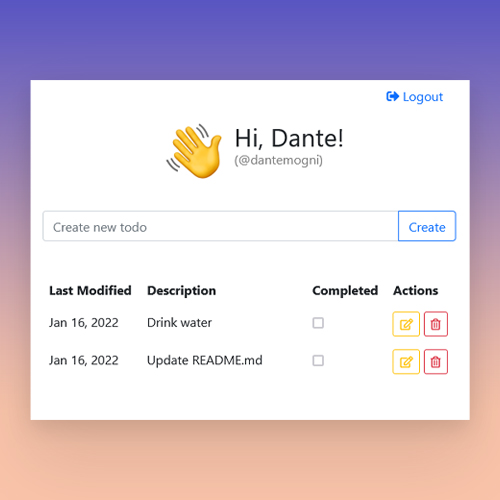 Logout
Hi, Dante!
(@dantemogni)
Create new todo Create
Last Modified Description Completed Actions
Jan 16, 2022 Drink water
Jan 16, 2022 Update README.md